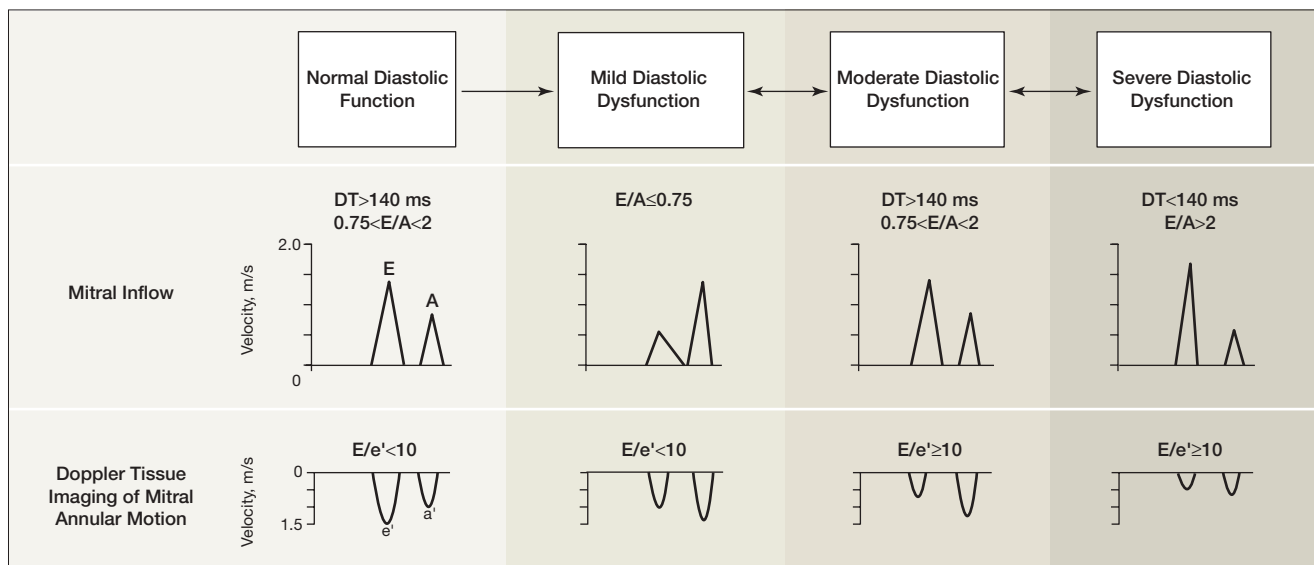 Normal Diastolic
Function
Mild Diastolic
Dysfunction
Moderate Diastolic
Dysfunction
Severe Diastolic
Dysfunction
Mitral Inflow
DT>140 ms
0.75<E/A<2
E/A≤0.75
DT>140 ms
0.75<E/A<2
DT<140 ms
E/A>2
Velocity, m/s
2.0
0
E
A
Doppler Tissue
Imaging of Mitral
Annular Motion
E/e'<10
E/e'<10
E/e'≥10
E/e'≥10
Velocity, m/s
0
1.5
e'
a'